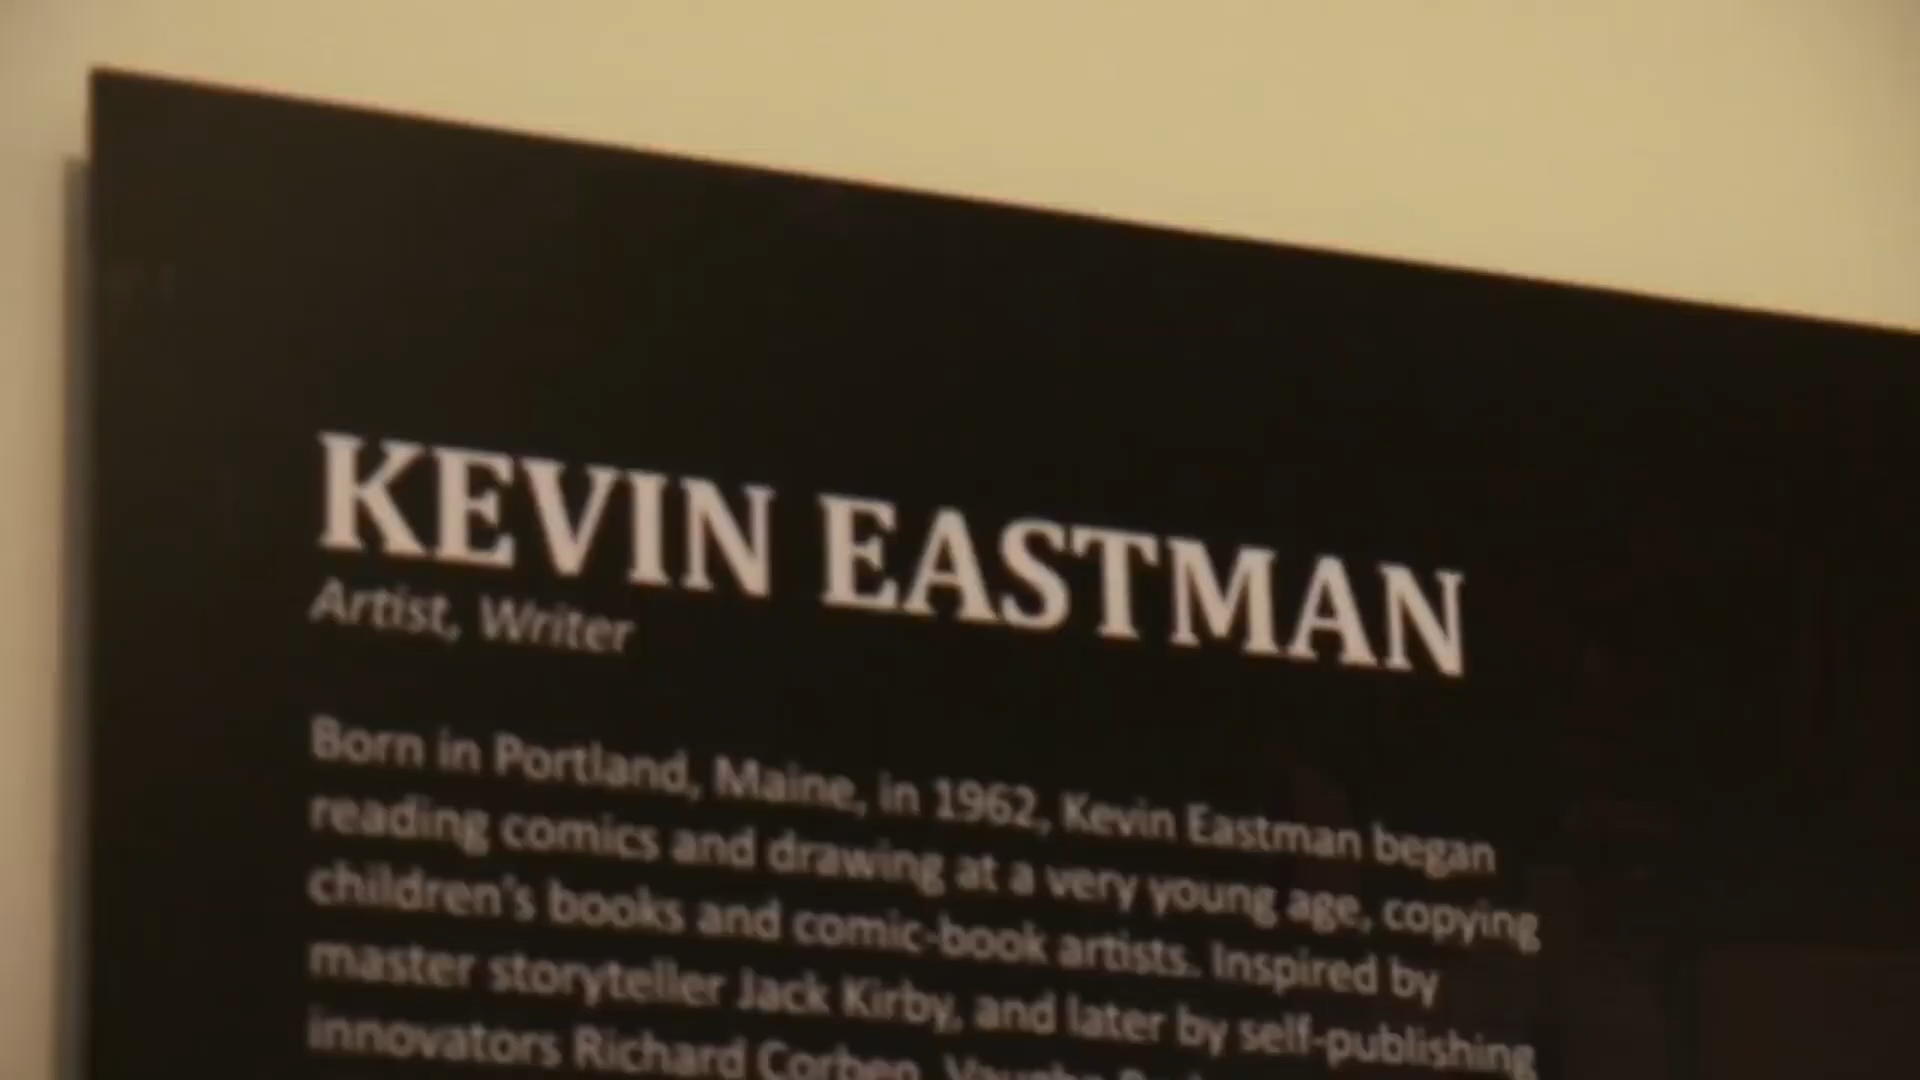 KEVIN EASTMAN
Artist, Writer
Born in Portland, Maine, in 1962, Kevin Eastman began
reading comics and drawing at a very young age, copying
children's books and comic-book artists. Inspired by
master storyteller Jack Kirby, and later by self-publishing
innovators Richard Corben, Vaughn